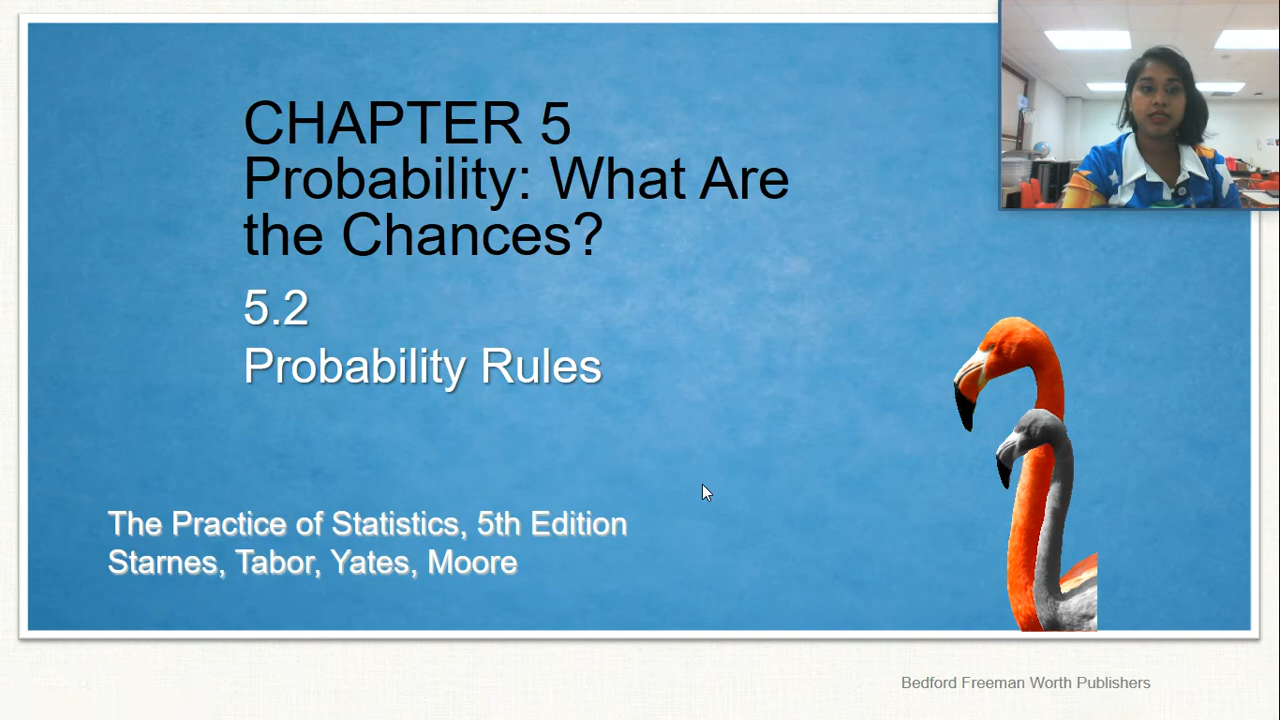 CHAPTER 5
Probability: What Are
the Chances?
5.2
Probability Rules
The Practice of Statistics, 5th Edition
Starnes, Tabor, Yates, Moore
Bedford Freeman Worth Publishers